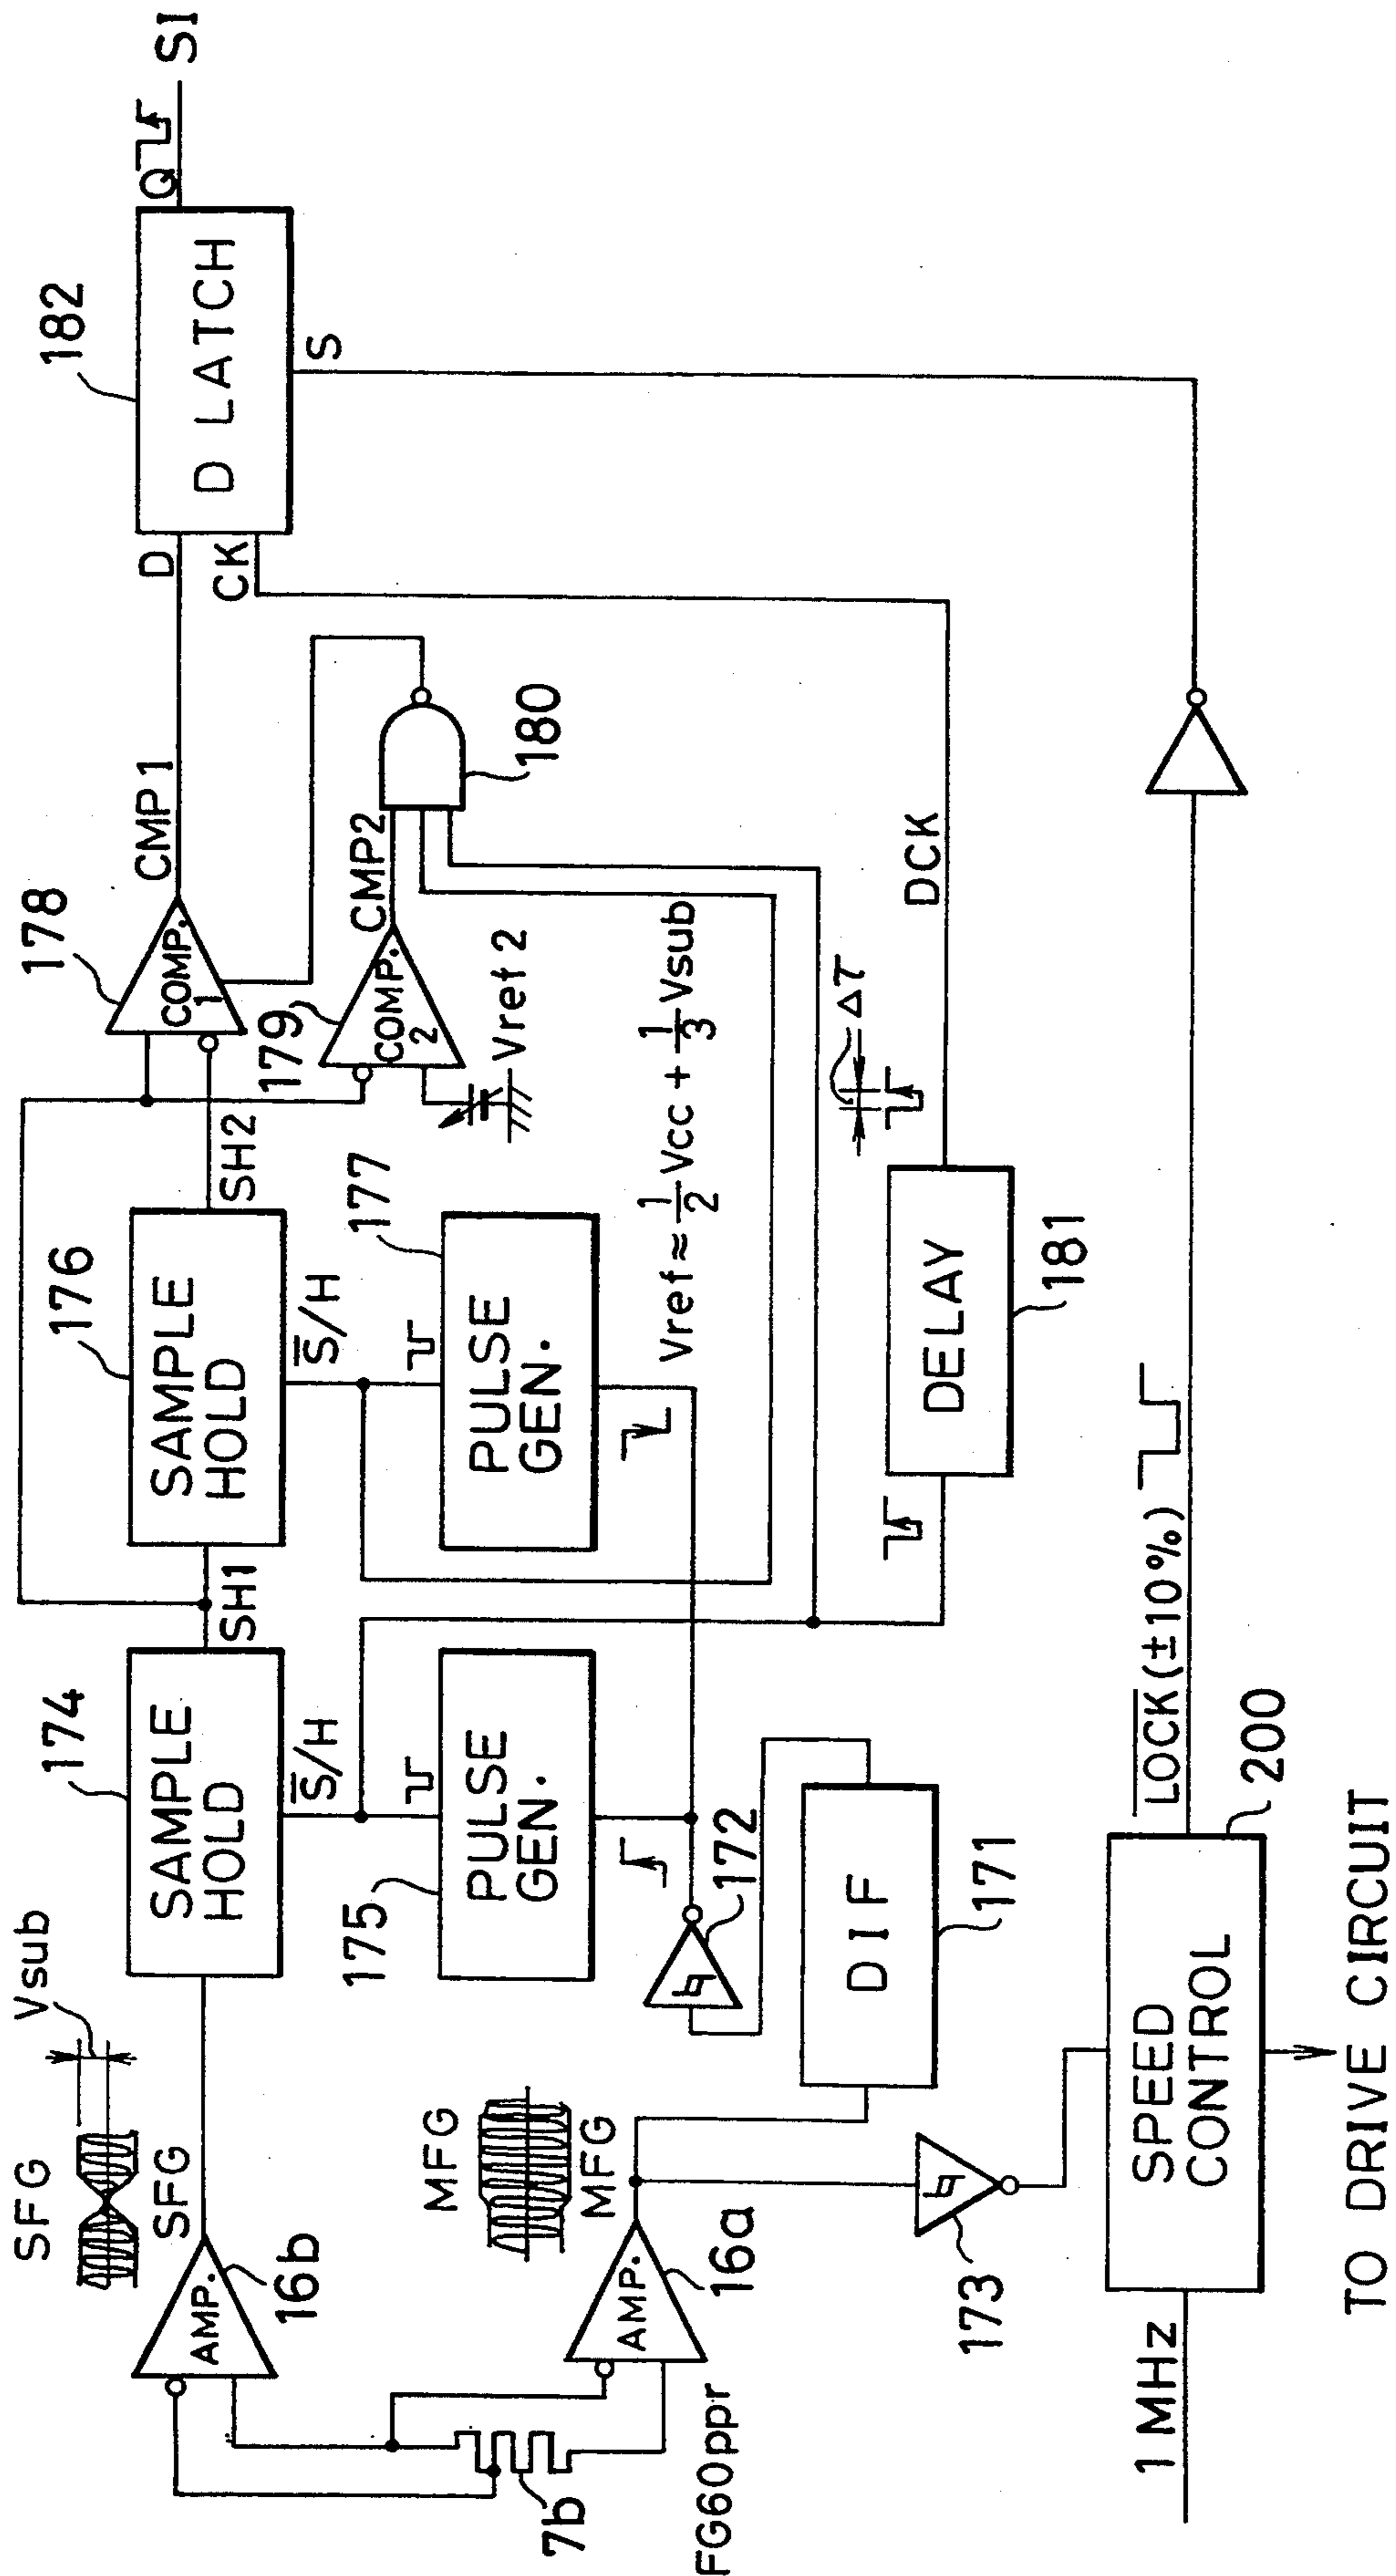 SFG
Vsub
SFG
AMP.
16b
174
SAMPLE
HOLD
SH1
S̅/H
175
PULSE
GEN.
176
SAMPLE
HOLD
SH2
S̅/H
177
PULSE
GEN.
178
COMP.
1
CMP1
179
COMP.
2
CMP2
Vref 2
180
Vref≈1/2 Vcc + 1/3 Vsub
182
D LATCH
D
CK
Q
S
SI
7b
FG60ppr
MFG
MFG
AMP.
16a
172
DIF
171
173
Δτ
DELAY
181
DCK
1MHz
SPEED
CONTROL
200
L̅O̅C̅K̅(±10%)
TO DRIVE CIRCUIT